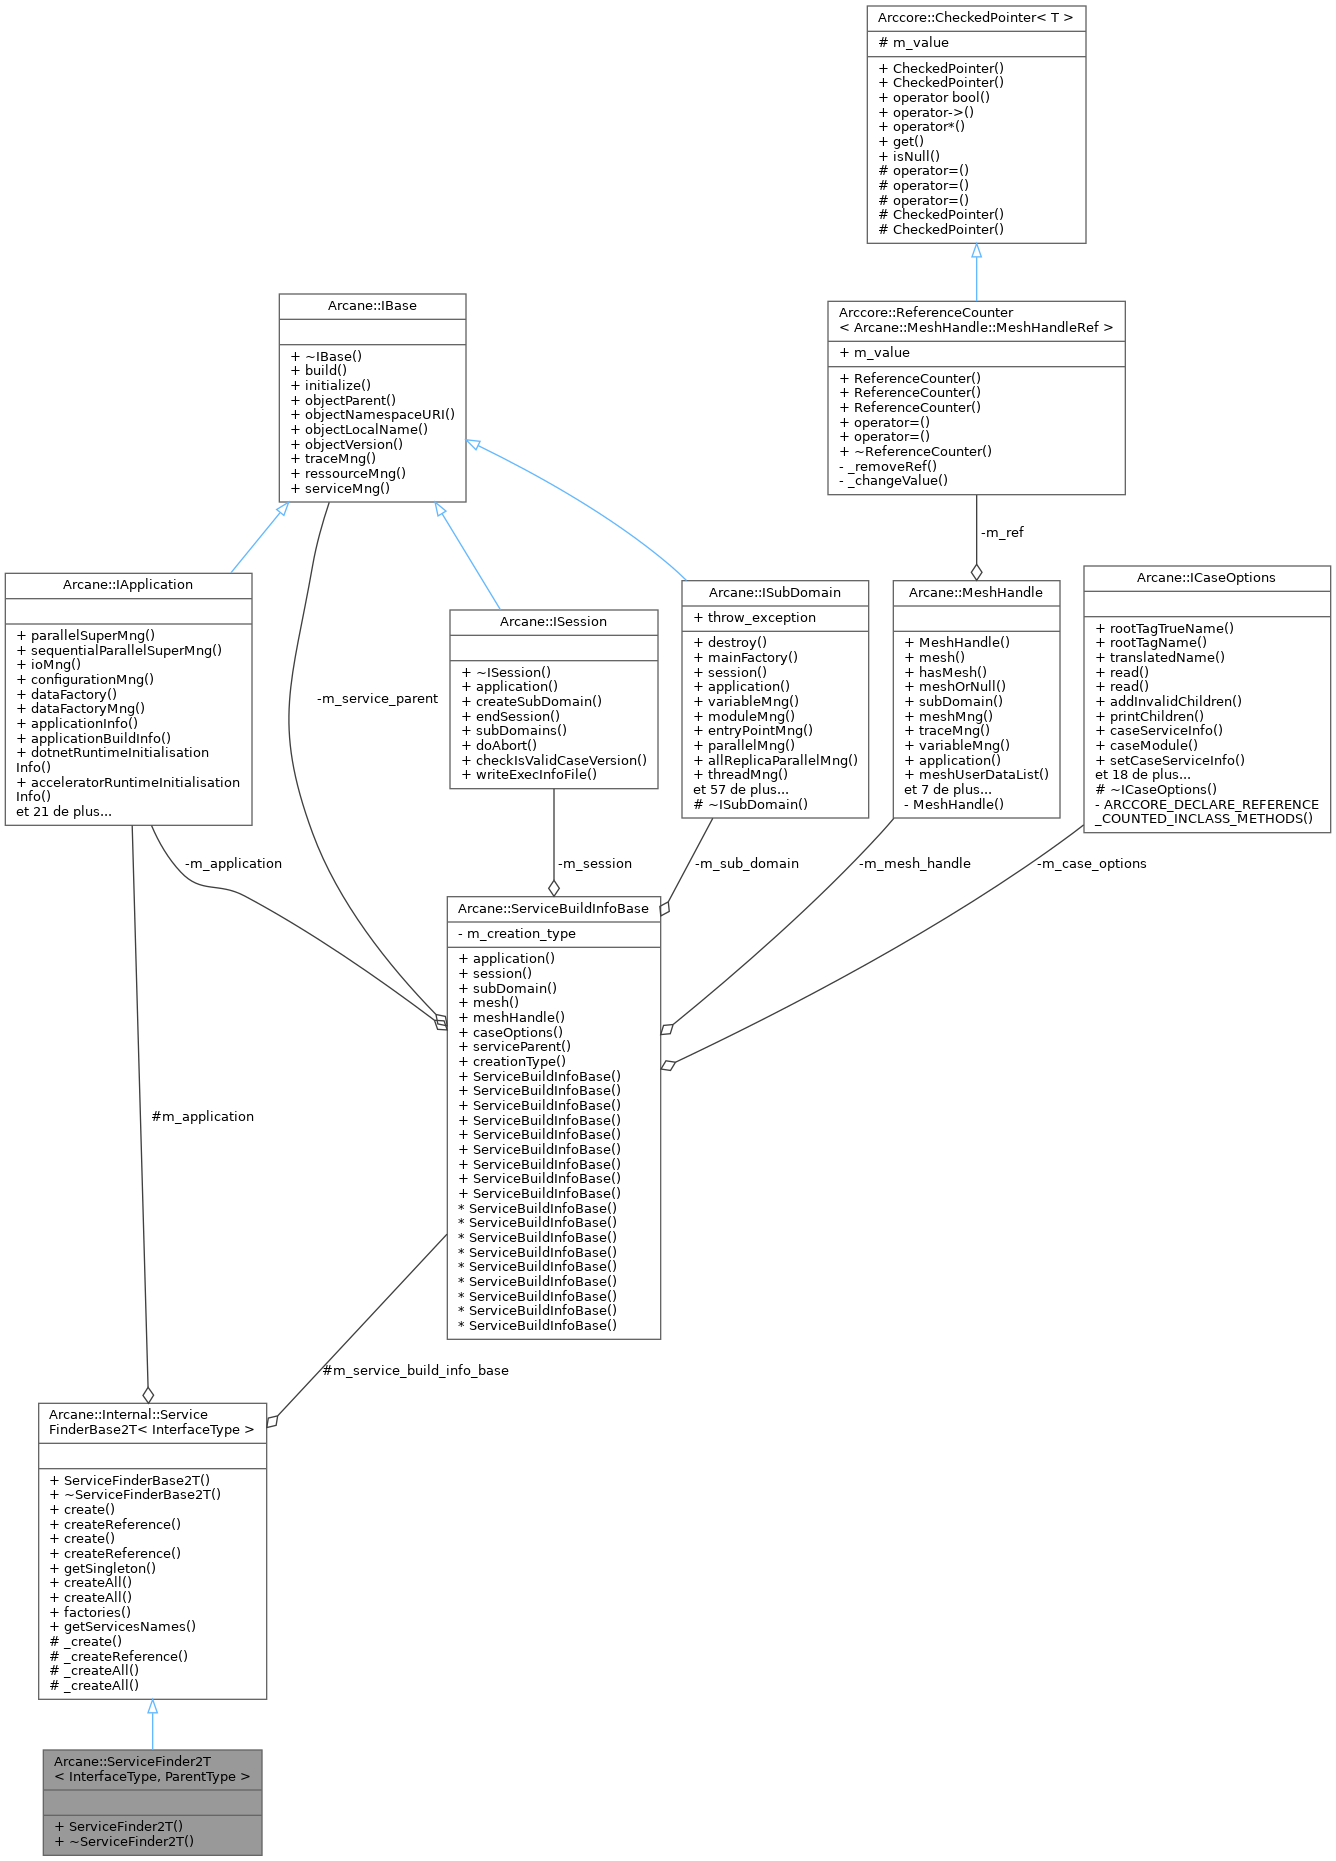 Arccore::CheckedPointer< T >
# m_value
+ CheckedPointer()
+ CheckedPointer()
+ operator bool()
+ operator->()
+ operator*()
+ get()
+ isNull()
# operator=()
# operator=()
# operator=()
# CheckedPointer()
# CheckedPointer()
Arcane::IBase
+ ~IBase()
+ build()
+ initialize()
+ objectParent()
+ objectNamespaceURI()
+ objectLocalName()
+ objectVersion()
+ traceMng()
+ ressourceMng()
+ serviceMng()
Arccore::ReferenceCounter
< Arcane::MeshHandle::MeshHandleRef >
+ m_value
+ ReferenceCounter()
+ ReferenceCounter()
+ ReferenceCounter()
+ operator=()
+ operator=()
+ ~ReferenceCounter()
- _removeRef()
- _changeValue()
-m_ref
Arcane::IApplication
+ parallelSuperMng()
+ sequentialParallelSuperMng()
+ ioMng()
+ configurationMng()
+ dataFactory()
+ dataFactoryMng()
+ applicationInfo()
+ applicationBuildInfo()
+ dotnetRuntimeInitialisation
Info()
+ acceleratorRuntimeInitialisation
Info()
et 21 de plus...
-m_service_parent
Arcane::ISession
+ ~ISession()
+ application()
+ createSubDomain()
+ endSession()
+ subDomains()
+ doAbort()
+ checkIsValidCaseVersion()
+ writeExecInfoFile()
Arcane::ISubDomain
+ throw_exception
+ destroy()
+ mainFactory()
+ session()
+ application()
+ variableMng()
+ moduleMng()
+ entryPointMng()
+ parallelMng()
+ allReplicaParallelMng()
+ threadMng()
et 57 de plus...
# ~ISubDomain()
Arcane::MeshHandle
+ MeshHandle()
+ mesh()
+ hasMesh()
+ meshOrNull()
+ subDomain()
+ meshMng()
+ traceMng()
+ variableMng()
+ application()
+ meshUserDataList()
et 7 de plus...
- MeshHandle()
Arcane::ICaseOptions
+ rootTagTrueName()
+ rootTagName()
+ translatedName()
+ read()
+ read()
+ addInvalidChildren()
+ printChildren()
+ caseServiceInfo()
+ caseModule()
+ setCaseServiceInfo()
et 18 de plus...
# ~ICaseOptions()
- ARCCORE_DECLARE_REFERENCE
_COUNTED_INCLASS_METHODS()
-m_application
-m_session
-m_sub_domain
-m_mesh_handle
-m_case_options
Arcane::ServiceBuildInfoBase
- m_creation_type
+ application()
+ session()
+ subDomain()
+ mesh()
+ meshHandle()
+ caseOptions()
+ serviceParent()
+ creationType()
+ ServiceBuildInfoBase()
+ ServiceBuildInfoBase()
+ ServiceBuildInfoBase()
+ ServiceBuildInfoBase()
+ ServiceBuildInfoBase()
+ ServiceBuildInfoBase()
+ ServiceBuildInfoBase()
+ ServiceBuildInfoBase()
+ ServiceBuildInfoBase()
* ServiceBuildInfoBase()
* ServiceBuildInfoBase()
* ServiceBuildInfoBase()
* ServiceBuildInfoBase()
* ServiceBuildInfoBase()
* ServiceBuildInfoBase()
* ServiceBuildInfoBase()
* ServiceBuildInfoBase()
* ServiceBuildInfoBase()
#m_application
#m_service_build_info_base
Arcane::Internal::Service
FinderBase2T< InterfaceType >
+ ServiceFinderBase2T()
+ ~ServiceFinderBase2T()
+ create()
+ createReference()
+ create()
+ createReference()
+ getSingleton()
+ createAll()
+ createAll()
+ factories()
+ getServicesNames()
# _create()
# _createReference()
# _createAll()
# _createAll()
Arcane::ServiceFinder2T
< InterfaceType, ParentType >
+ ServiceFinder2T()
+ ~ServiceFinder2T()